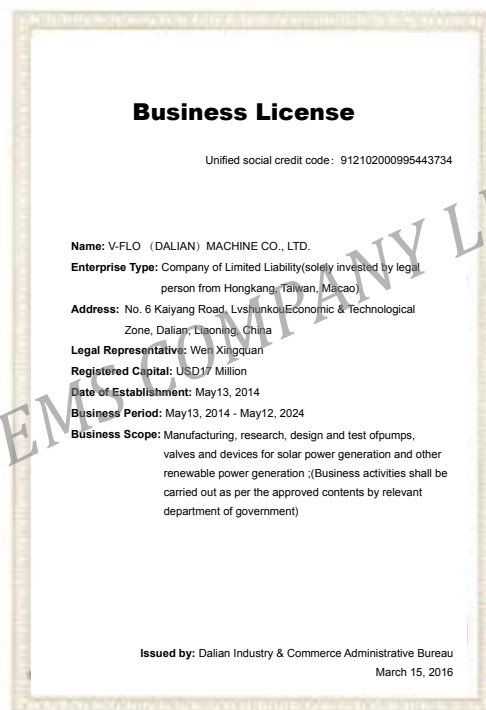 Business License
Unified social credit code：912102000995443734
Name: V-FLO （DALIAN）MACHINE CO., LTD.
Enterprise Type: Company of Limited Liability(solely invested by legal
person from Hongkang, Taiwan, Macao)
Address: No. 6 Kaiyang Road, LvshunkouEconomic & Technological
Zone, Dalian, Liaoning, China
Legal Representative: Wen Xingquan
Registered Capital: USD17 Million
Date of Establishment: May13, 2014
Business Period: May13, 2014 - May12, 2024
Business Scope: Manufacturing, research, design and test ofpumps,
valves and devices for solar power generation and other
renewable power generation ;(Business activities shall be
carried out as per the approved contents by relevant
department of government)
Issued by: Dalian Industry & Commerce Administrative Bureau
March 15, 2016
EMS COMPANY L